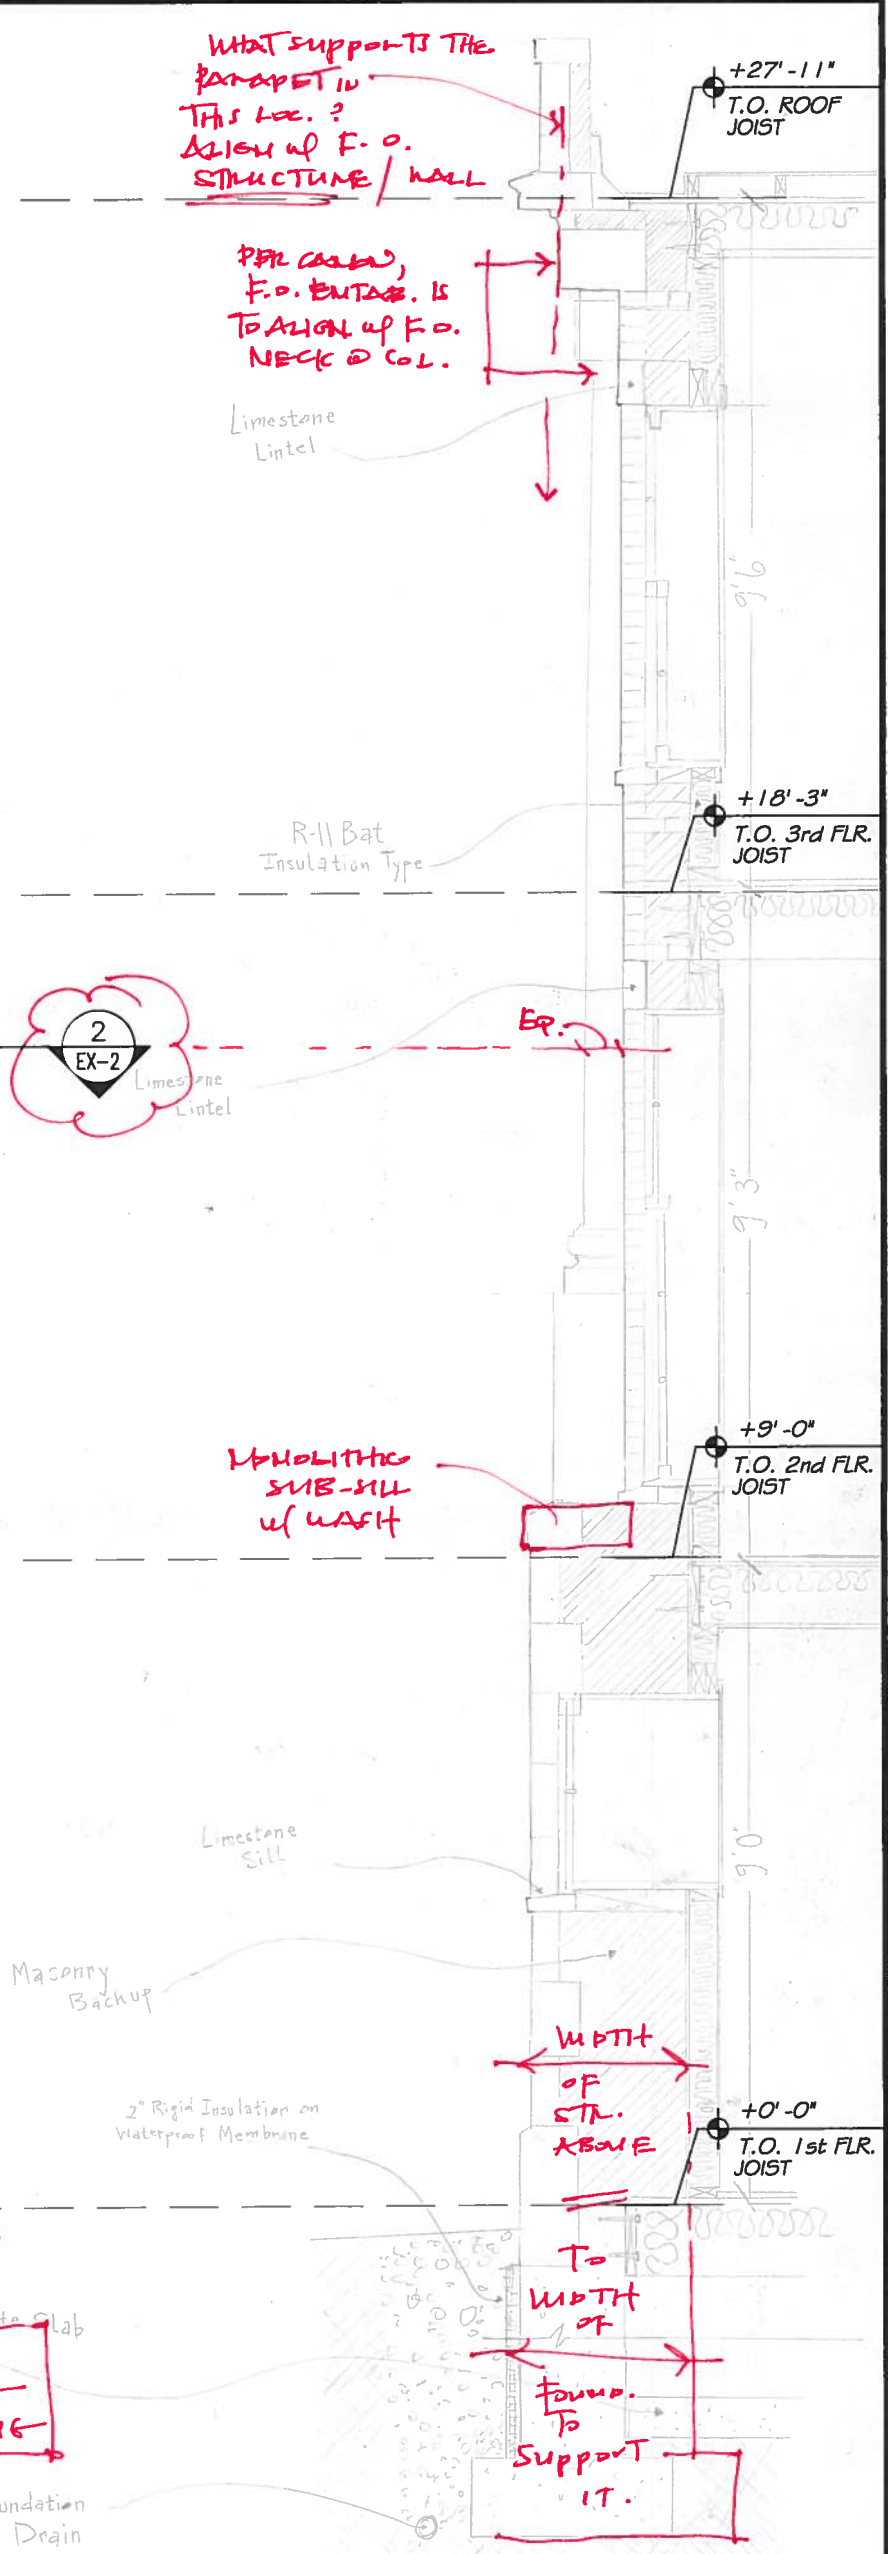 WHAT SUPPORTS THE
PARAPET IN
THIS LOC. ?
ALIGN w/ F.O.
STRUCTURE / WALL
+27'-11"
T.O. ROOF
JOIST
F.O. ENTAB. IS
TO ALIGN w/ F.O.
NECK @ COL.
Limestone
Lintel
9'6"
+18'-3"
T.O. 3rd FLR.
JOIST
R-11 Bat
Insulation Type
EQ.
2
EX-2
Limestone
Lintel
9'3"
+9'-0"
T.O. 2nd FLR.
JOIST
MONOLITHIC
SUB-SILL
w/ WASH
9'0"
Limestone
Sill
Masonry
Backup
WIDTH
OF
STR.
ABOVE
2" Rigid Insulation on
Waterproof Membrane
+0'-0"
T.O. 1st FLR.
JOIST
TO
WIDTH
OF
FOUND.
TO
SUPPORT
IT.
Slab
Drain